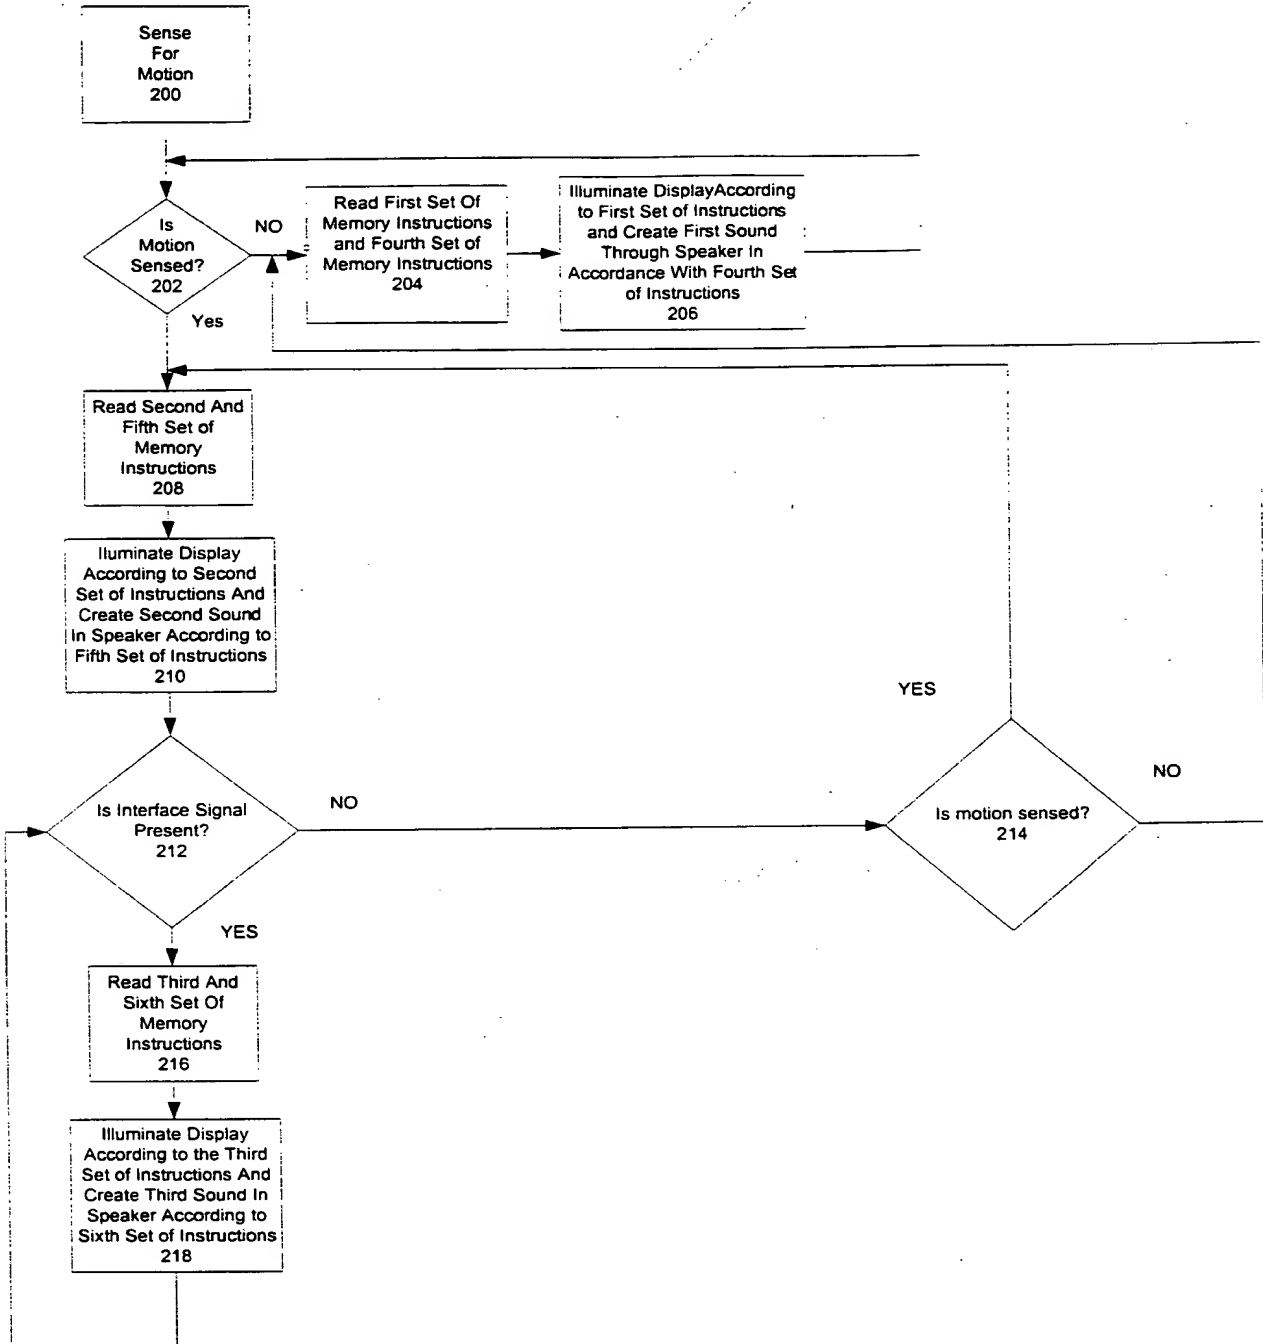 Sense
For
Motion
200
Is
Motion
Sensed?
202
NO
Yes
Read First Set Of
Memory Instructions
and Fourth Set of
Memory Instructions
204
Illuminate DisplayAccording
to First Set of Instructions
and Create First Sound
Through Speaker In
Accordance With Fourth Set
of Instructions
206
Read Second And
Fifth Set of
Memory
Instructions
208
Iluminate Display
According to Second
Set of Instructions And
Create Second Sound
In Speaker According to
Fifth Set of Instructions
210
Is Interface Signal
Present?
212
NO
YES
YES
Is motion sensed?
214
NO
Read Third And
Sixth Set Of
Memory
Instructions
216
Illuminate Display
According to the Third
Set of Instructions And
Create Third Sound In
Speaker According to
Sixth Set of Instructions
218